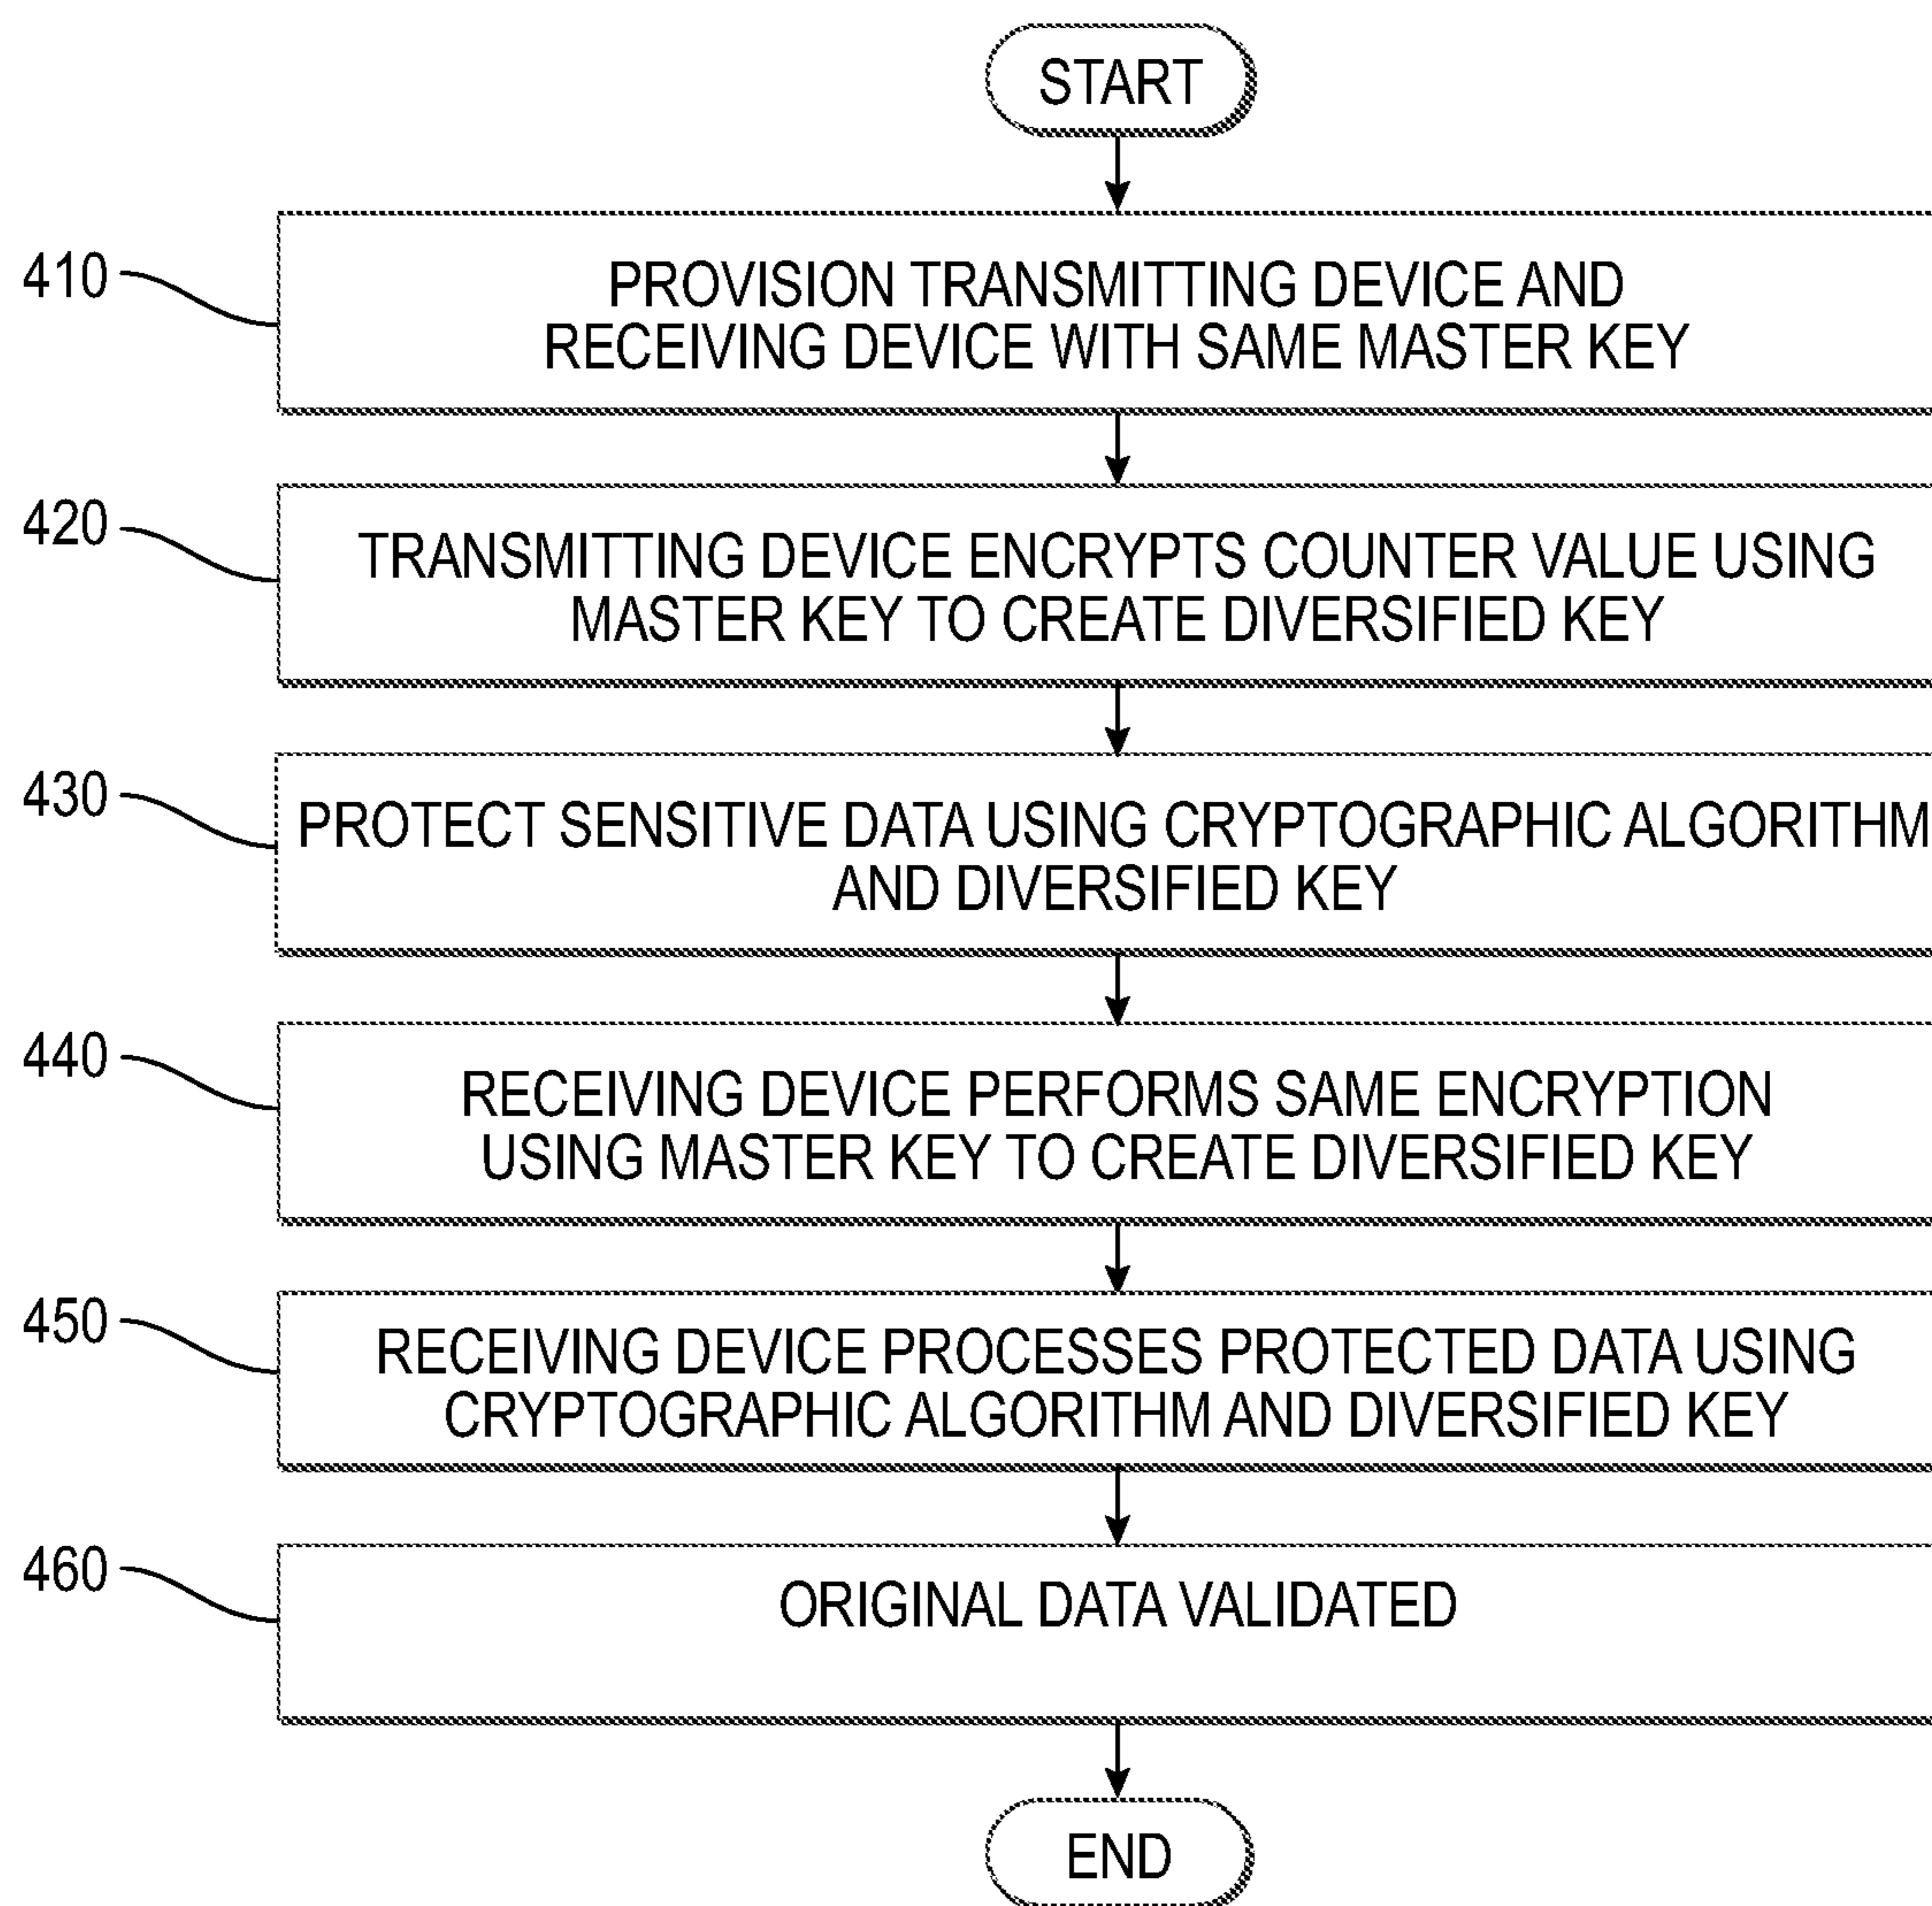 START
410
PROVISION TRANSMITTING DEVICE AND
RECEIVING DEVICE WITH SAME MASTER KEY
420
TRANSMITTING DEVICE ENCRYPTS COUNTER VALUE USING
MASTER KEY TO CREATE DIVERSIFIED KEY
430
PROTECT SENSITIVE DATA USING CRYPTOGRAPHIC ALGORITHM
AND DIVERSIFIED KEY
440
RECEIVING DEVICE PERFORMS SAME ENCRYPTION
USING MASTER KEY TO CREATE DIVERSIFIED KEY
450
RECEIVING DEVICE PROCESSES PROTECTED DATA USING
CRYPTOGRAPHIC ALGORITHM AND DIVERSIFIED KEY
460
ORIGINAL DATA VALIDATED
END